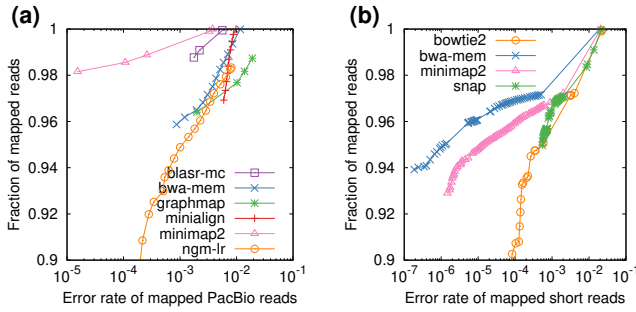 (a)
Fraction of mapped reads
1
0.98
0.96
0.94
0.92
0.9
blasr-mc
bwa-mem
graphmap
minialign
minimap2
ngm-lr
10^-5 10^-4 10^-3 10^-2 10^-1
Error rate of mapped PacBio reads
(b)
Fraction of mapped reads
1
0.98
0.96
0.94
0.92
0.9
bowtie2
bwa-mem
minimap2
snap
10^-7 10^-6 10^-5 10^-4 10^-3 10^-2 10^-1
Error rate of mapped short reads